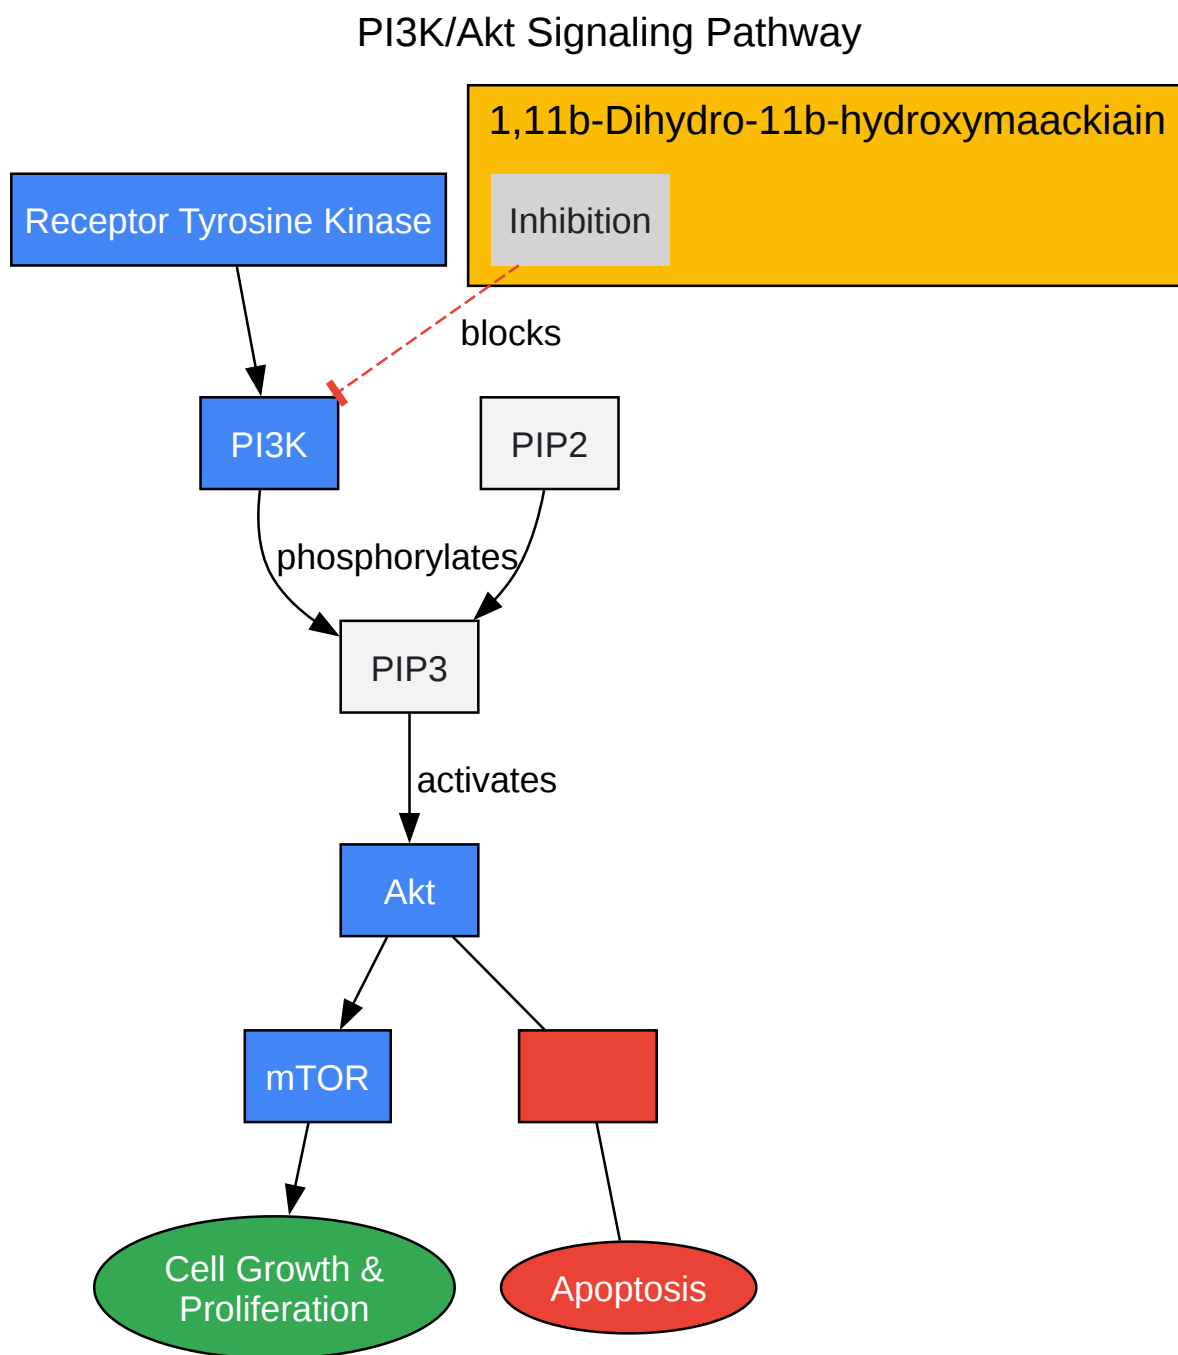 PI3K/Akt Signaling Pathway
1,11b-Dihydro-11b-hydroxymaackiain
Receptor Tyrosine Kinase
Inhibition
blocks
PI3K
PIP2
phosphorylates
PIP3
activates
Akt
mTOR
Cell Growth &
Proliferation
Apoptosis